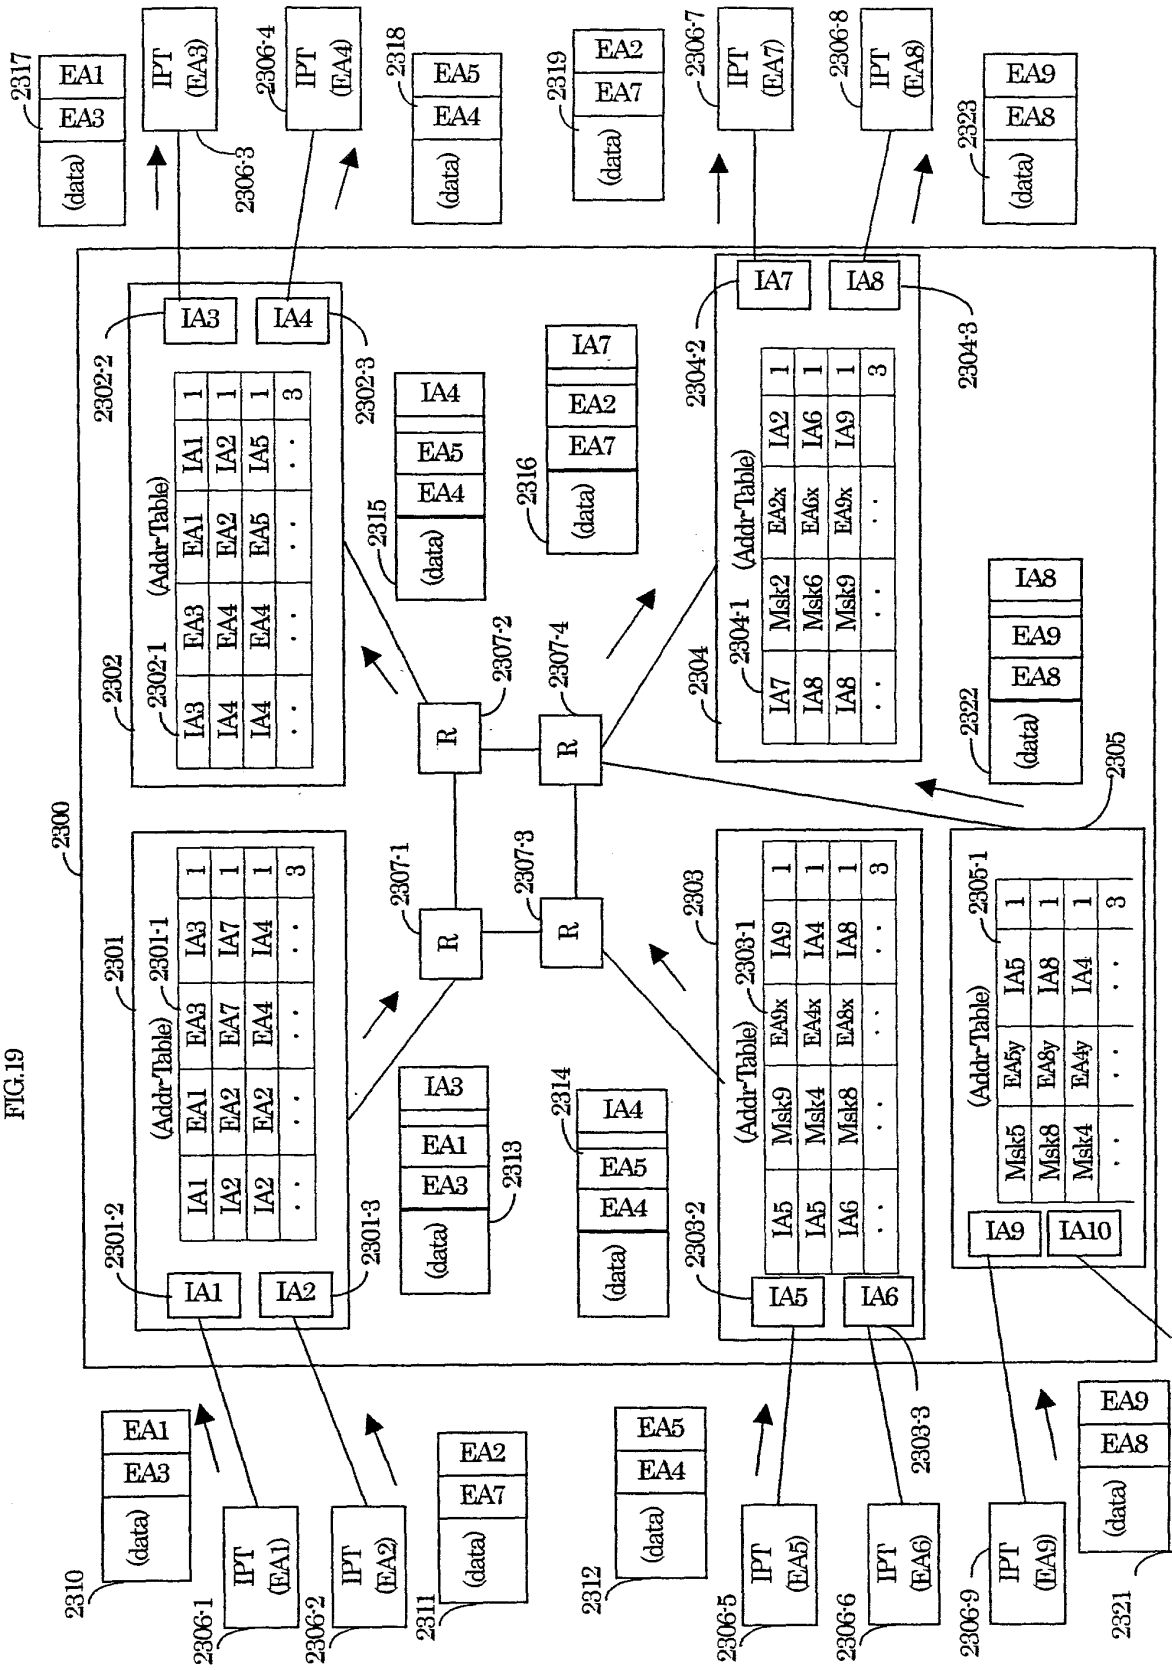 FIG.19
2300
2310
(data) EA3 EA1
2306-1
IPT
(EA1)
2306-2
IPT
(EA2)
2311
(data) EA7 EA2
2301
2301-2
IA1
IA2
2301-3
(Addr-Table)
2301-1
IA1 EA1 EA3 IA3 1
IA2 EA2 EA7 IA7 1
IA2 EA2 EA4 IA4 1
. . . . . . . . 3
(data) EA3 EA1 IA3
2313
2302
2302-1
(Addr-Table)
IA3 EA3 EA1 IA1 1
IA4 EA4 EA2 IA2 1
IA4 EA4 EA5 IA5 1
. . . . . . . . 3
2302-2
IA3
IA4
2302-3
2317
(data) EA3 EA1
IPT
(EA3)
2306-3
2306-4
IPT
(EA4)
2318
(data) EA4 EA5
2315
(data) EA4 EA5 IA4
2307-1
R
2307-2
R
2307-3
R
2307-4
R
2314
(data) EA4 EA5 IA4
2316
(data) EA7 EA2 IA7
2312
(data) EA4 EA5
2306-5
IPT
(EA5)
2306-6
IPT
(EA6)
2303
2303-2
IA5
IA6
2303-3
(Addr-Table)
2303-1
IA5 Msk9 EA9x IA9 1
IA5 Msk4 EA4x IA4 1
IA6 Msk8 EA8x IA8 1
. . . . . . . . 3
2304
2304-1
(Addr-Table)
IA7 Msk2 EA2x IA2 1
IA8 Msk6 EA6x IA6 1
IA8 Msk9 EA9x IA9 1
. . . . . . . . 3
2304-2
IA7
IA8
2304-3
2319
(data) EA7 EA2
2306-7
IPT
(EA7)
2306-8
IPT
(EA8)
2323
(data) EA8 EA9
2322
(data) EA8 EA9 IA8
2306-9
IPT
(EA9)
2321
(data) EA8 EA9
2305
IA9
IA10
(Addr-Table)
2305-1
Msk5 EA5y IA5 1
Msk8 EA8y IA8 1
Msk4 EA4y IA4 1
. . . . . . 3